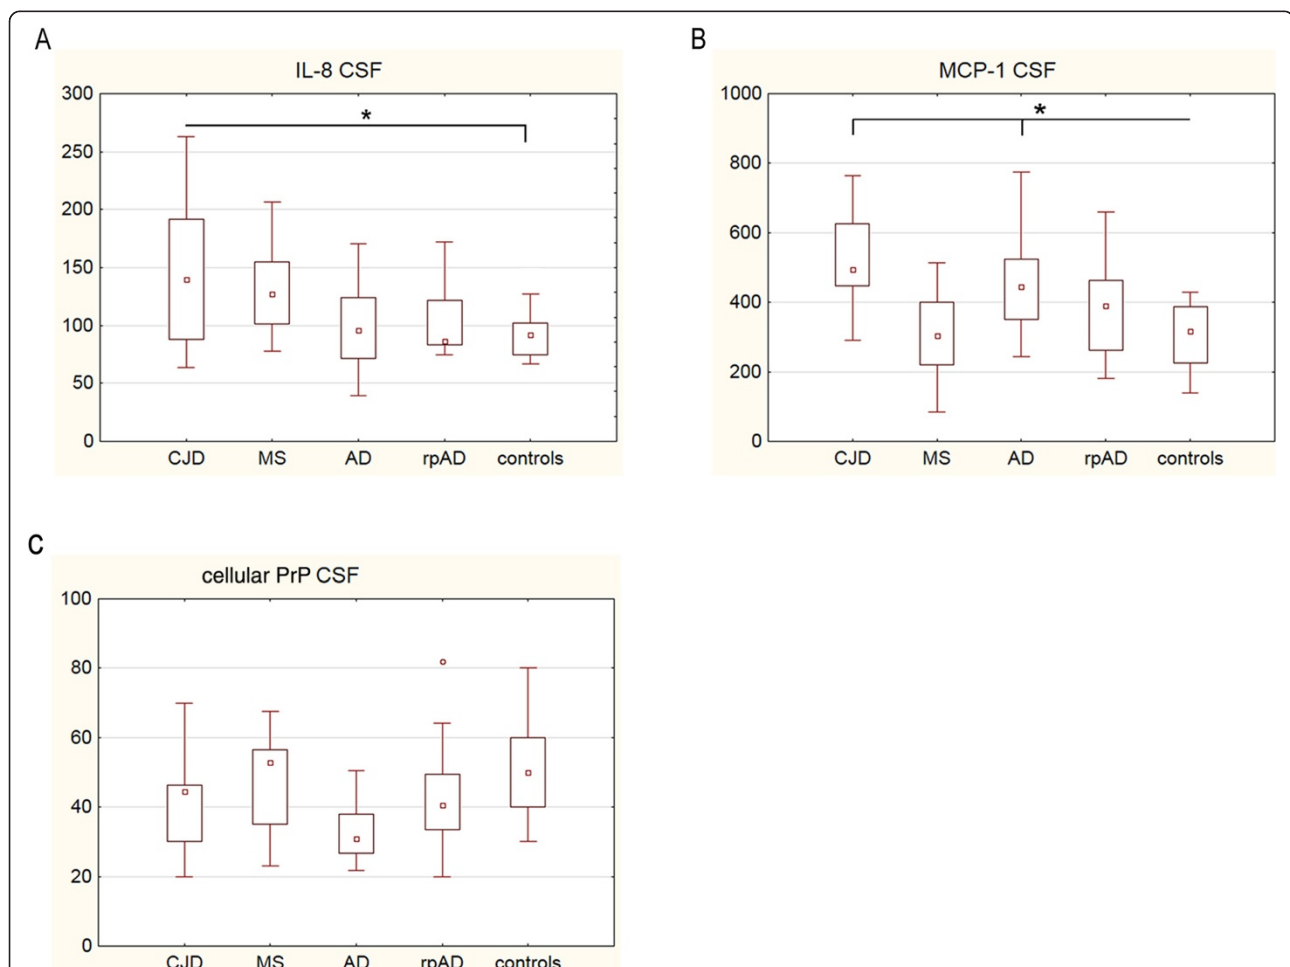 A
IL-8 CSF
300
250
200
150
100
50
0
*
CJD MS AD rpAD controls
B
MCP-1 CSF
1000
800
600
400
200
0
*
CJD MS AD rpAD controls
C
cellular PrP CSF
100
80
60
40
20
0
CJD MS AD rpAD controls